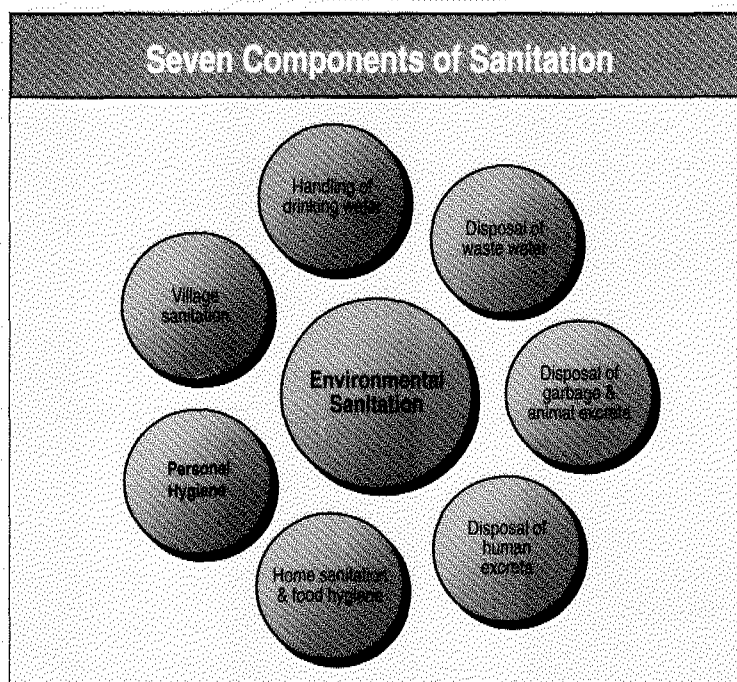 Seven Components of Sanitation
Handling of
drinking water
Disposal of
waste water
Village
sanitation
Environmental
Sanitation
Disposal of
garbage &
animal excreta
Personal
Hygiene
Disposal of
human
excreta
Home sanitation
& food hygiene